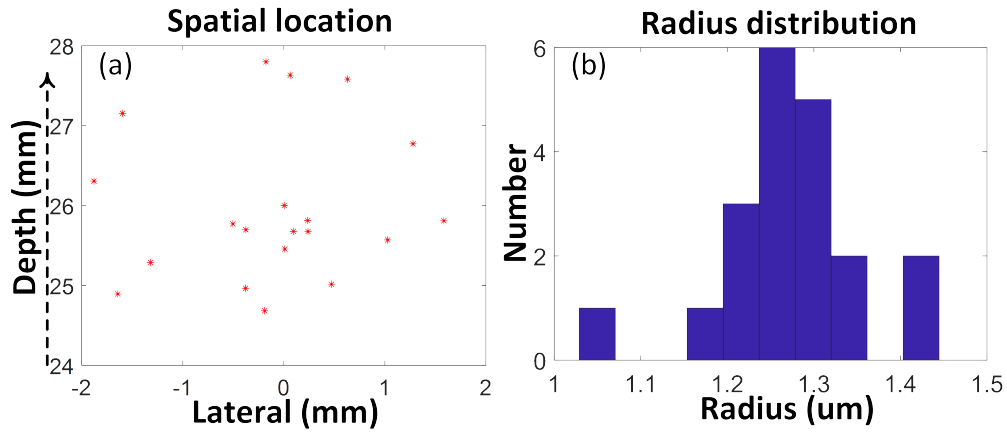 Spatial location
(a)
28
27
26
25
24
Depth (mm)
-2 -1 0 1 2
Lateral (mm)
Radius distribution
(b)
6
4
2
0
Number
1 1.1 1.2 1.3 1.4 1.5
Radius (um)